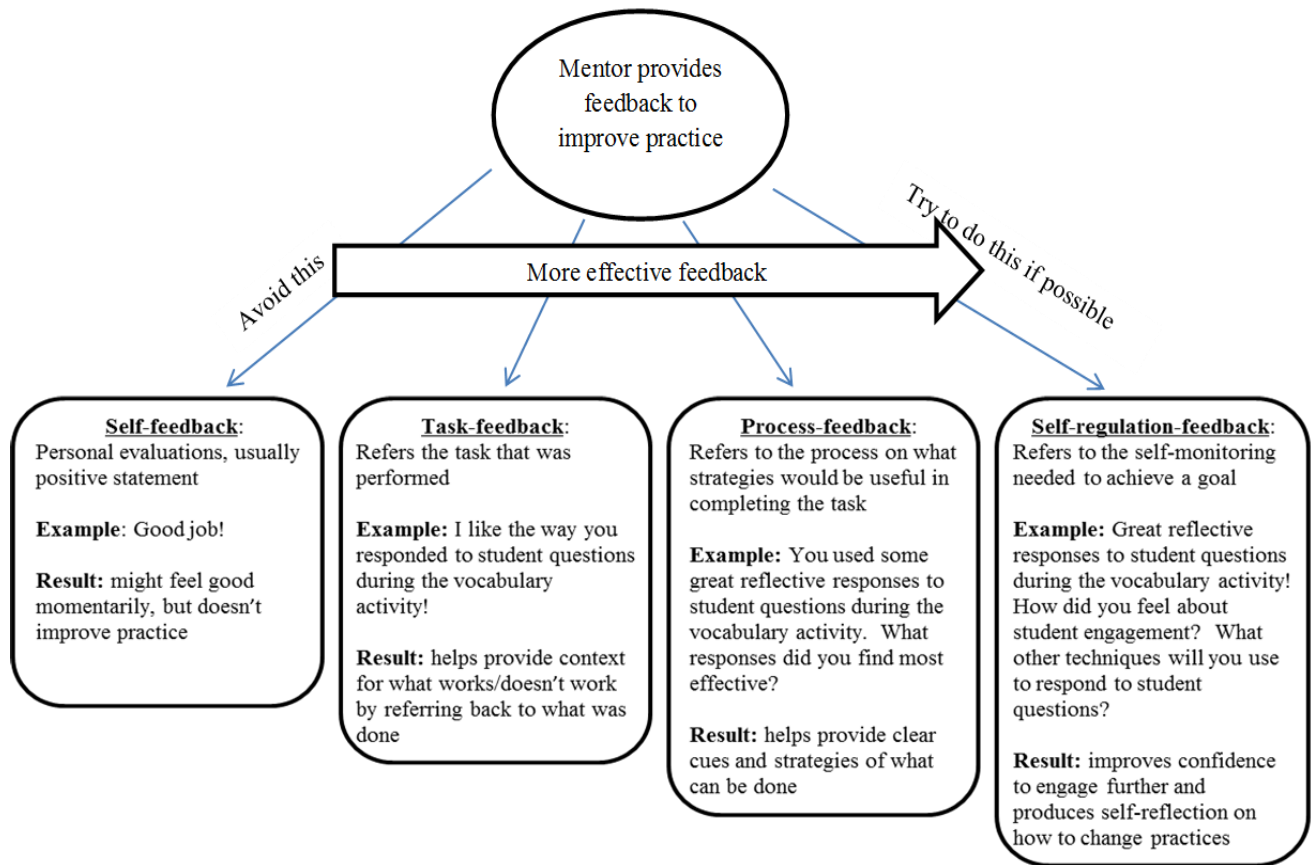 Mentor provides
feedback to
improve practice
Avoid this
More effective feedback
Try to do this if possible
Self-feedback:
Personal evaluations, usually
positive statement
Example: Good job!
Result: might feel good
momentarily, but doesn't
improve practice
Task-feedback:
Refers the task that was
performed
Example: I like the way you
responded to student questions
during the vocabulary
activity!
Result: helps provide context
for what works/doesn't work
by referring back to what was
done
Process-feedback:
Refers to the process on what
strategies would be useful in
completing the task
Example: You used some
great reflective responses to
student questions during the
vocabulary activity.  What
responses did you find most
effective?
Result: helps provide clear
cues and strategies of what
can be done
Self-regulation-feedback:
Refers to the self-monitoring
needed to achieve a goal
Example: Great reflective
responses to student questions
during the vocabulary activity!
How did you feel about
student engagement?  What
other techniques will you use
to respond to student
questions?
Result: improves confidence
to engage further and
produces self-reflection on
how to change practices